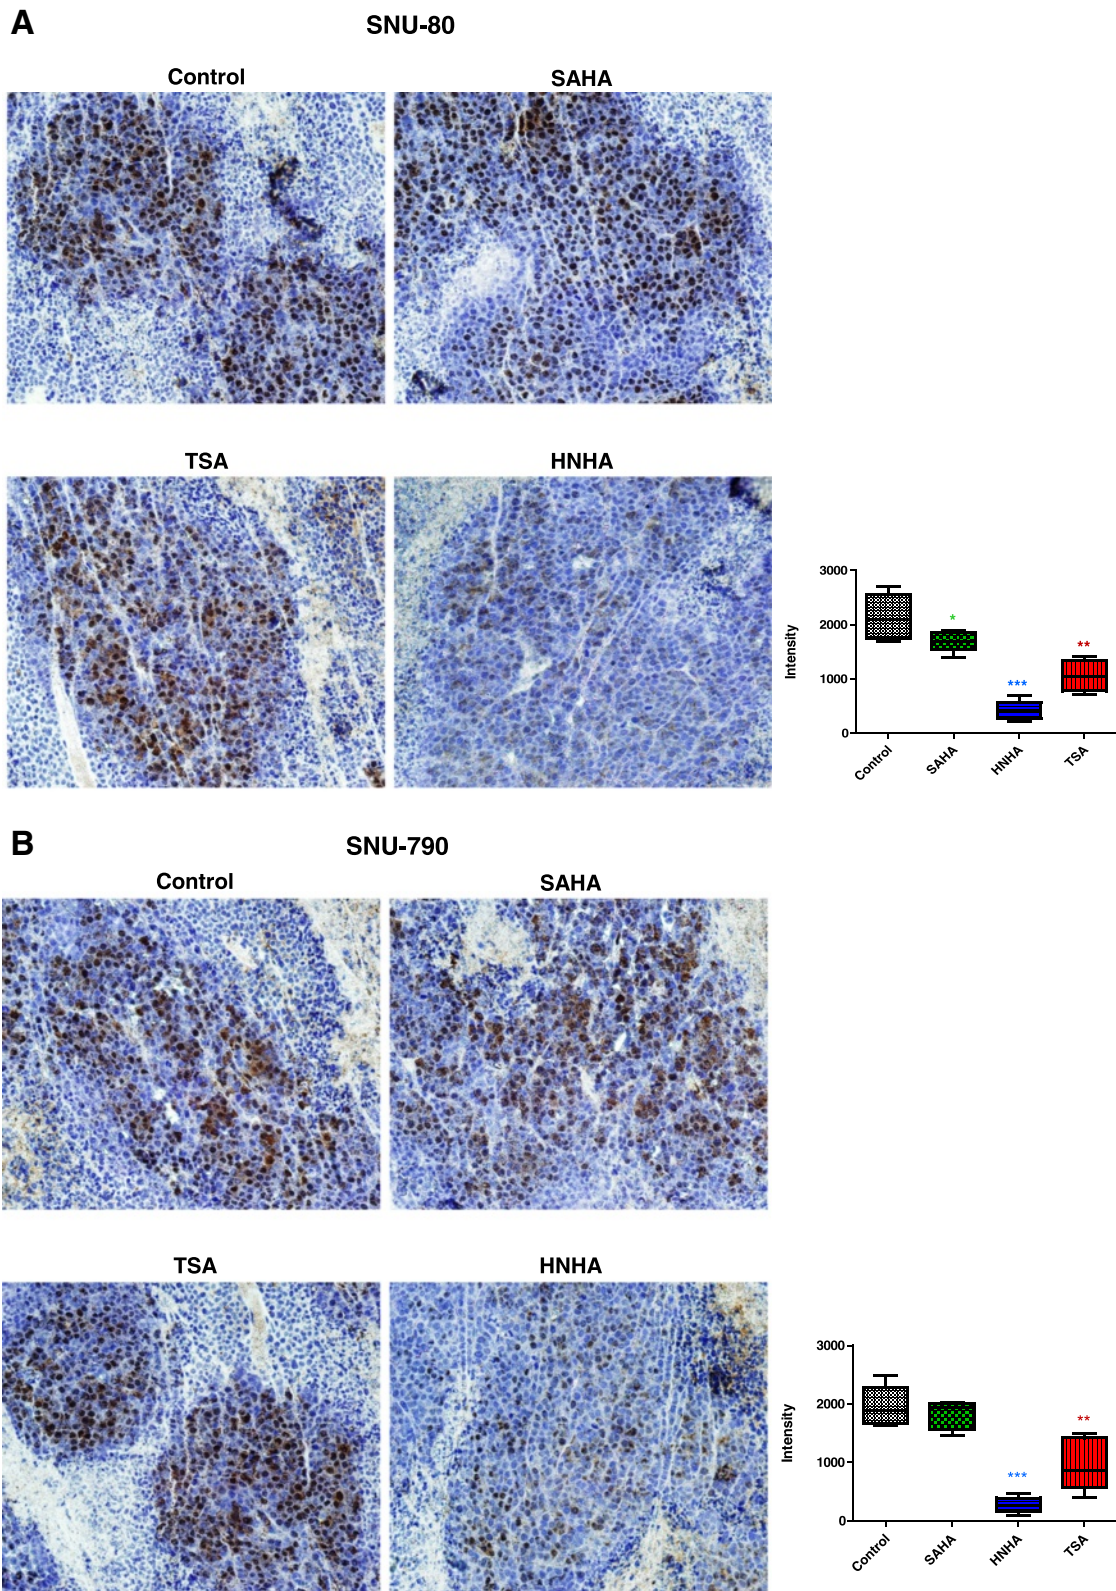 A
SNU-80
Control
SAHA
TSA
HNHA
3000
2000
1000
0
Intensity
*
***
**
Control
SAHA
HNHA
TSA
B
SNU-790
Control
SAHA
TSA
HNHA
3000
2000
1000
0
Intensity
***
**
Control
SAHA
HNHA
TSA